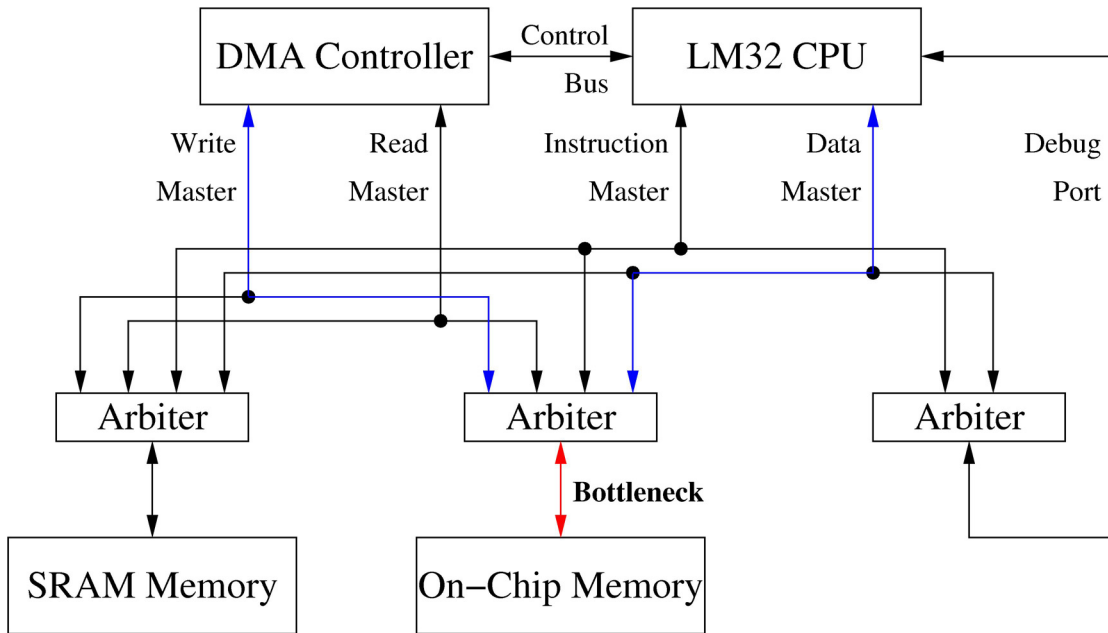 DMA Controller
Control
Bus
LM32 CPU
Write
Master
Read
Master
Instruction
Master
Data
Master
Debug
Port
Arbiter
Arbiter
Arbiter
Bottleneck
SRAM Memory
On−Chip Memory